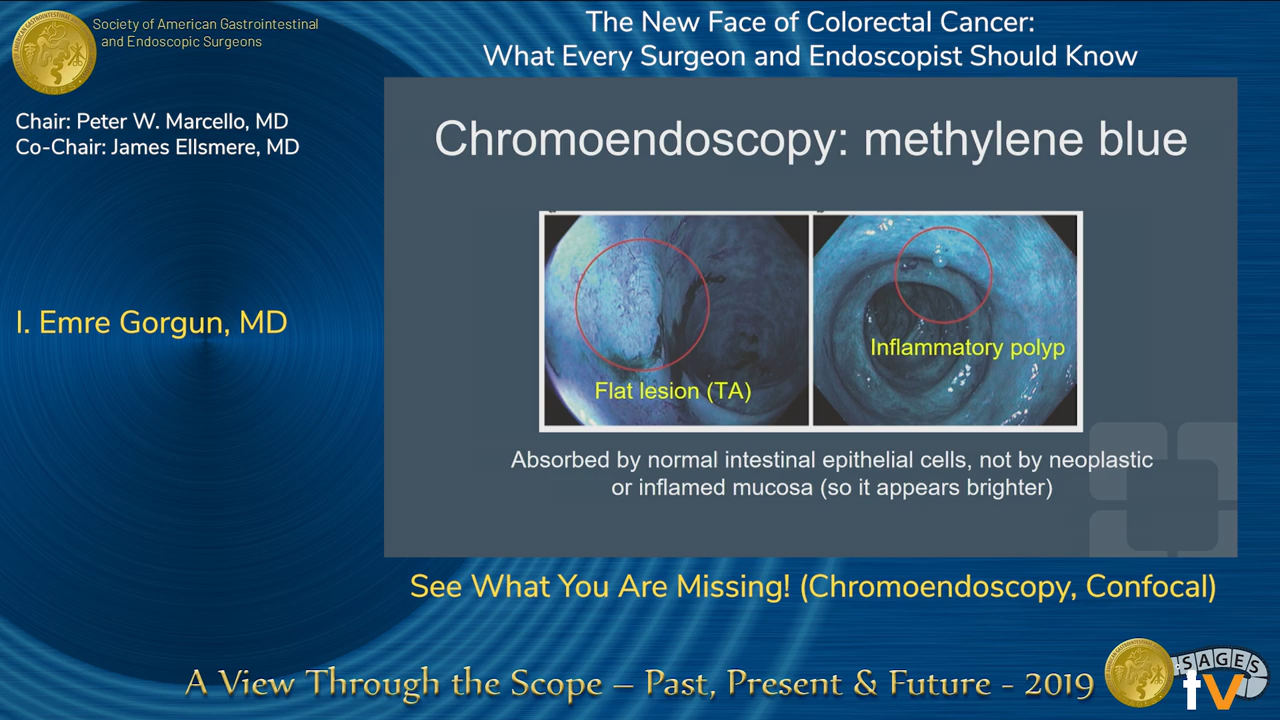 Society of American Gastrointestinal
and Endoscopic Surgeons
The New Face of Colorectal Cancer:
What Every Surgeon and Endoscopist Should Know
Chair: Peter W. Marcello, MD
Co-Chair: James Ellsmere, MD
I. Emre Gorgun, MD
Chromoendoscopy: methylene blue
Flat lesion (TA)
Inflammatory polyp
Absorbed by normal intestinal epithelial cells, not by neoplastic
or inflamed mucosa (so it appears brighter)
See What You Are Missing! (Chromoendoscopy, Confocal)
A View Through the Scope – Past, Present & Future - 2019
SAGES
tv